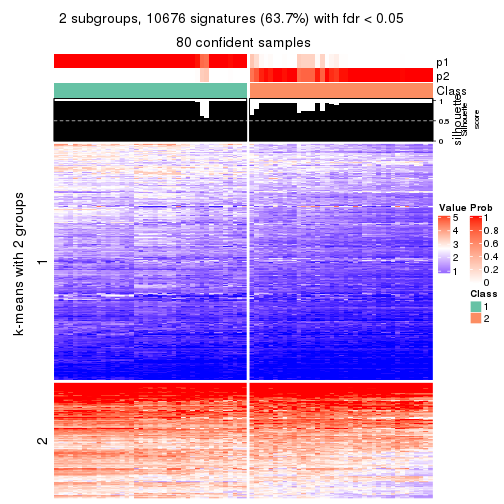 2 subgroups, 10676 signatures (63.7%) with fdr < 0.05
80 confident samples
p1
p2
Class
silhouette
Silhouette
score
1
0.5
0
k-means with 2 groups
1
2
Value
5
4
3
2
1
Prob
1
0.8
0.6
0.4
0.2
0
Class
1
2